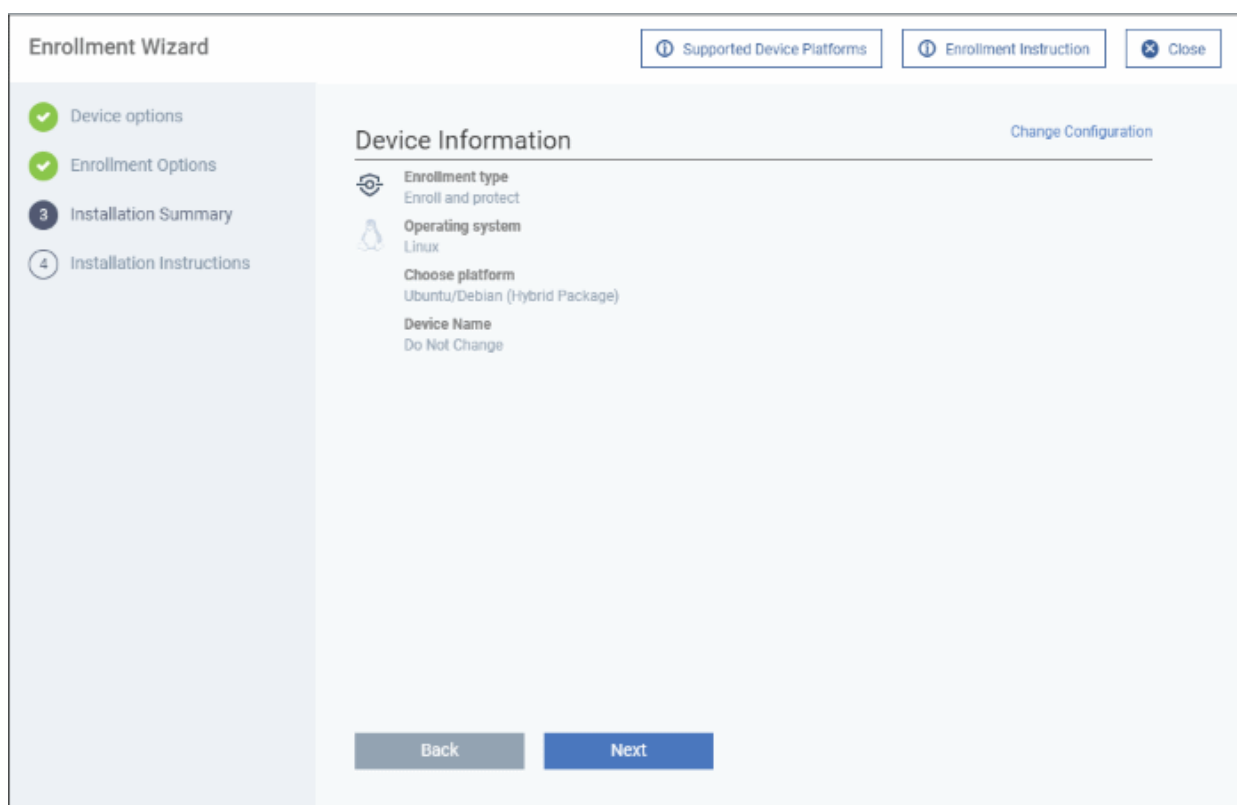 Enrollment Wizard
Supported Device Platforms
Enrollment Instruction
Close
Device options
Enrollment Options
3 Installation Summary
4 Installation Instructions
Device Information
Change Configuration
Enrollment type
Enroll and protect
Operating system
Linux
Choose platform
Ubuntu/Debian (Hybrid Package)
Device Name
Do Not Change
Back
Next